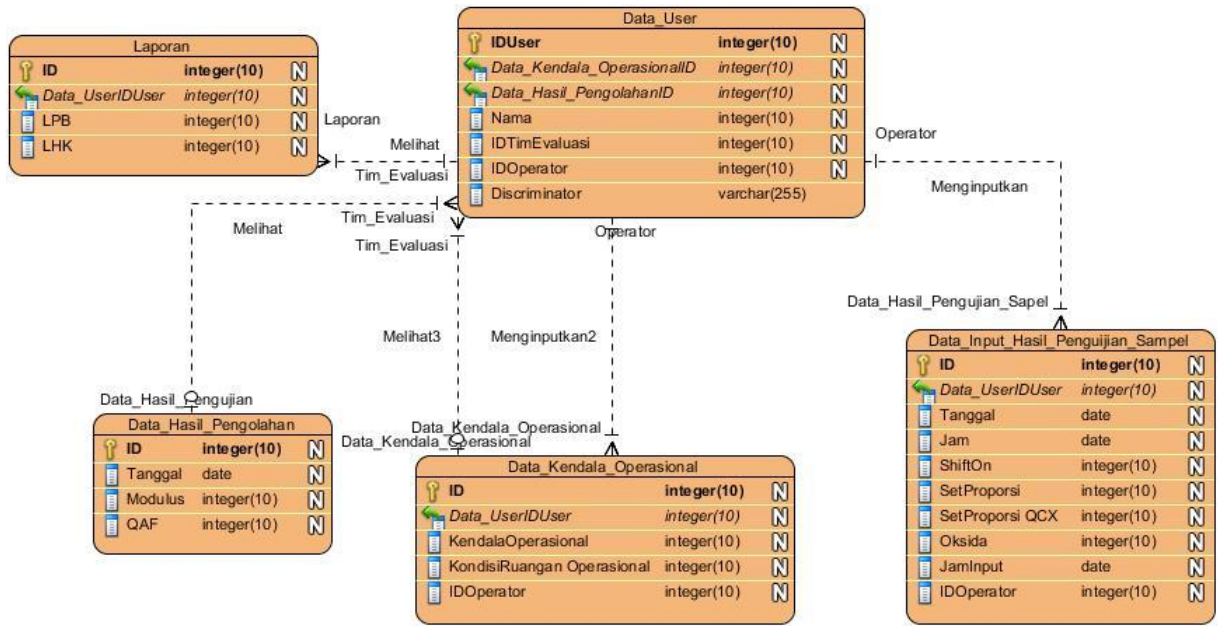 Data_User
IDUser integer(10) N
Data_Kendala_OperasionalID integer(10) N
Data_Hasil_PengolahanID integer(10) N
Nama integer(10) N
IDTimEvaluasi integer(10) N
IDOperator integer(10) N
Discriminator varchar(255)
Laporan
ID integer(10) N
Data_UserIDUser integer(10) N
LPB integer(10) N
LHK integer(10) N
Laporan
Melihat
Tim_Evaluasi
Operator
Menginputkan
Melihat
Tim_Evaluasi
Tim_Evaluasi
Operator
Data_Hasil_Pengujian_Sapel
Melihat3
Menginputkan2
Data_Hasil_Pengujian
Data_Hasil_Pengolahan
ID integer(10) N
Tanggal date N
Modulus integer(10) N
QAF integer(10) N
Data_Kendala_Operasional
Data_Kendala_Operasional
Data_Kendala_Operasional
ID integer(10) N
Data_UserIDUser integer(10) N
KendalaOperasional integer(10) N
KondisiRuangan Operasional integer(10) N
IDOperator integer(10) N
Data_Input_Hasil_Penguijian_Sampel
ID integer(10) N
Data_UserIDUser integer(10) N
Tanggal date N
Jam date N
ShiftOn integer(10) N
SetProporsi integer(10) N
SetProporsi QCX integer(10) N
Oksida integer(10) N
JamInput date N
IDOperator integer(10) N